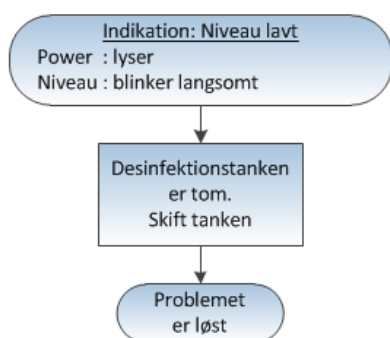 Indikation: Niveau lavt
Power : lyser
Niveau : blinker langsomt
Desinfektionstanken
er tom.
Skift tanken
Problemet
er løst